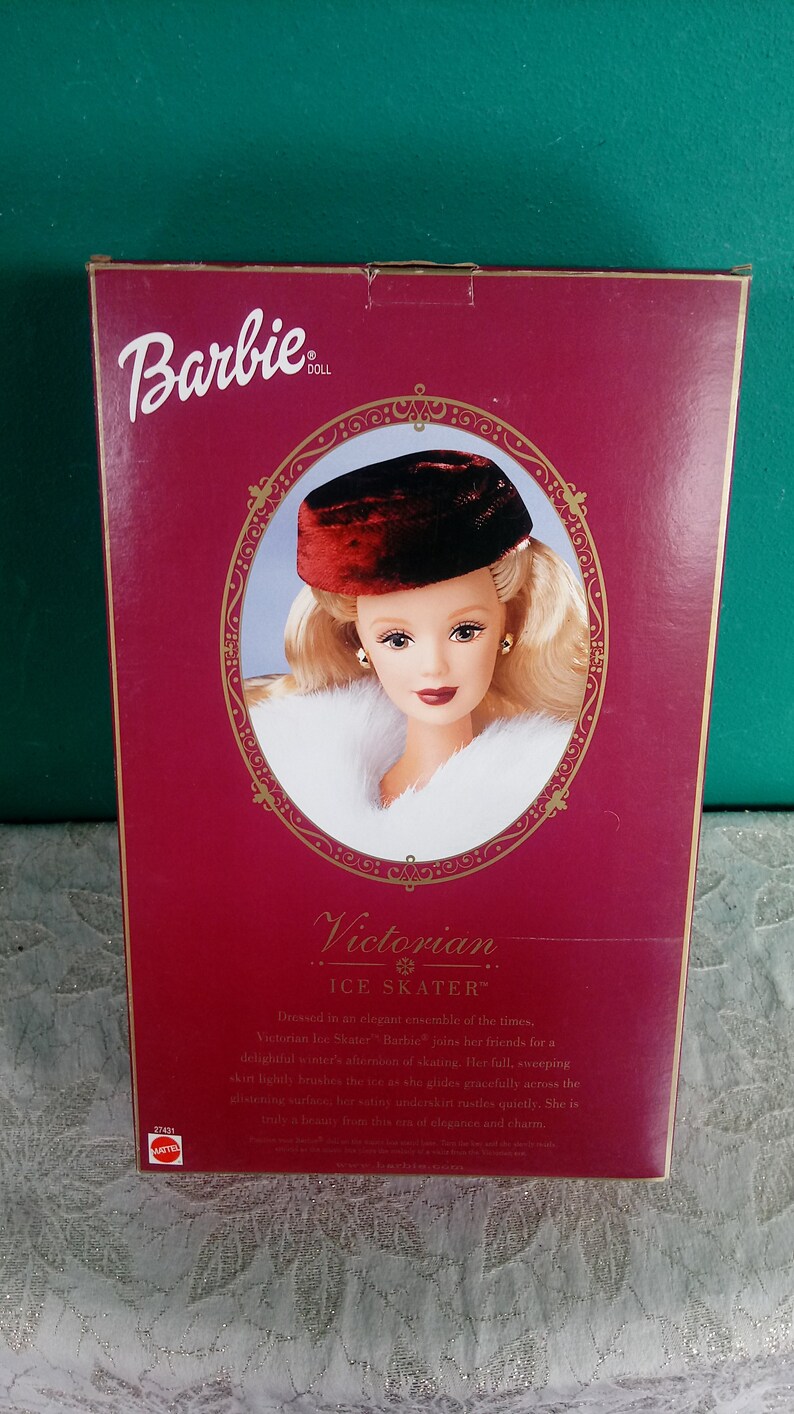 Barbie®
DOLL
Victorian
ICE SKATER™
Dressed in an elegant ensemble of the times,
Victorian Ice Skater™ Barbie® joins her friends for a
delightful winter's afternoon of skating. Her full, sweeping
skirt lightly brushes the ice as she glides gracefully across the
glistening surface; her satiny underskirt rustles quietly. She is
truly a beauty from this era of elegance and charm.
www.barbie.com
27431
MATTEL